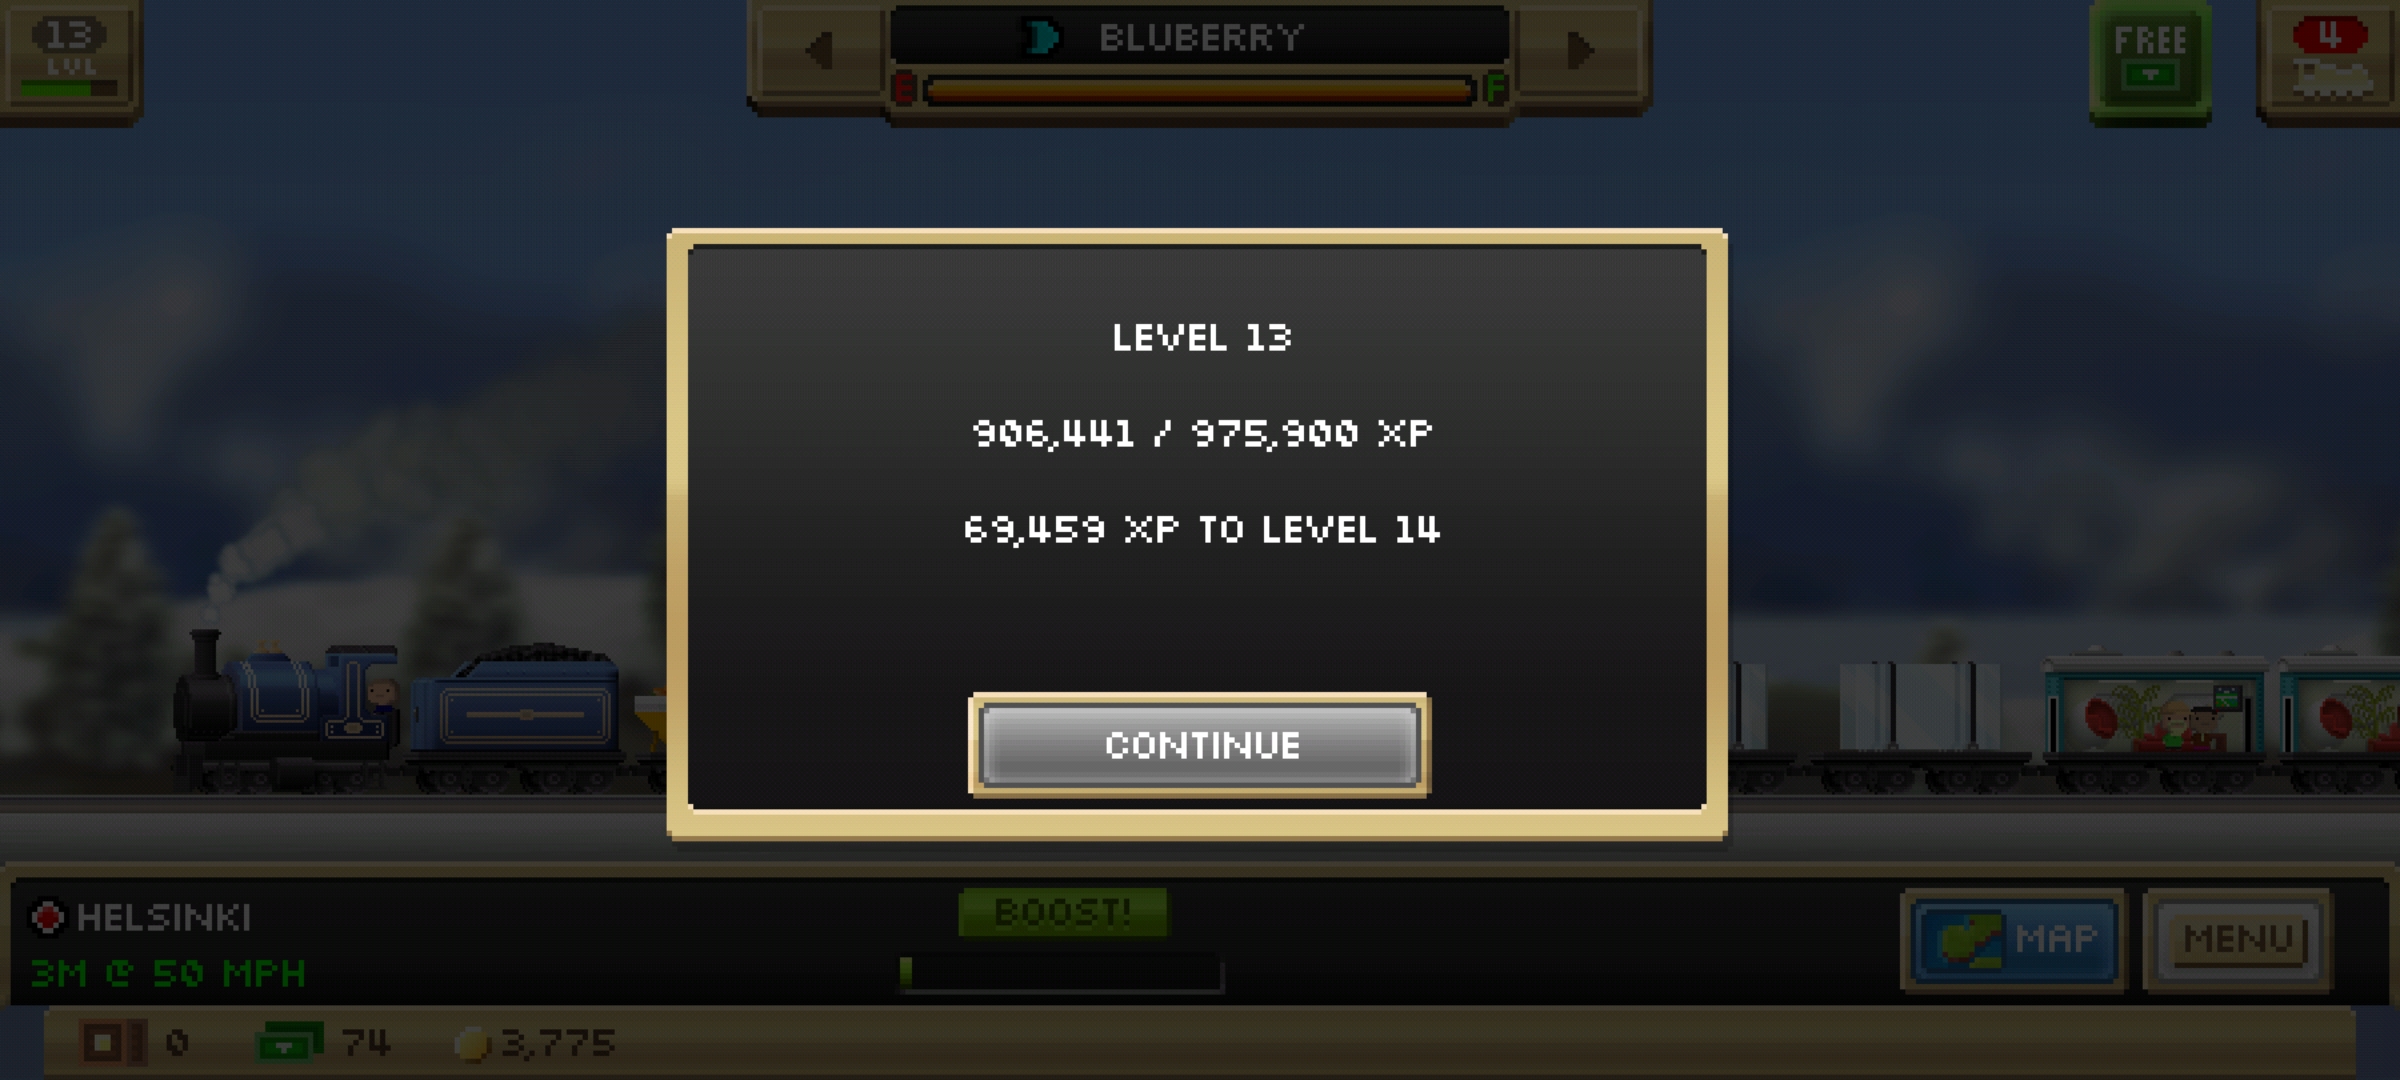 13
LVL
BLUBERRY
E F
FREE
4
LEVEL 13
906,441 / 975,900 XP
69,459 XP TO LEVEL 14
CONTINUE
HELSINKI
3M @ 50 MPH
BOOST!
MAP
MENU
0 74 3,775